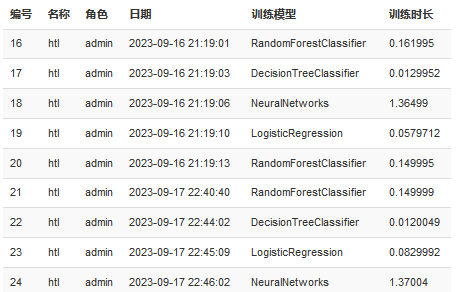 编号 名称 角色 日期 训练模型 训练时长
16 htl admin 2023-09-16 21:19:01 RandomForestClassifier 0.161995
17 htl admin 2023-09-16 21:19:03 DecisionTreeClassifier 0.0129952
18 htl admin 2023-09-16 21:19:06 NeuralNetworks 1.36499
19 htl admin 2023-09-16 21:19:10 LogisticRegression 0.0579712
20 htl admin 2023-09-16 21:19:13 RandomForestClassifier 0.149995
21 htl admin 2023-09-17 22:40:40 RandomForestClassifier 0.149999
22 htl admin 2023-09-17 22:44:02 DecisionTreeClassifier 0.0120049
23 htl admin 2023-09-17 22:45:09 LogisticRegression 0.0829992
24 htl admin 2023-09-17 22:46:02 NeuralNetworks 1.37004